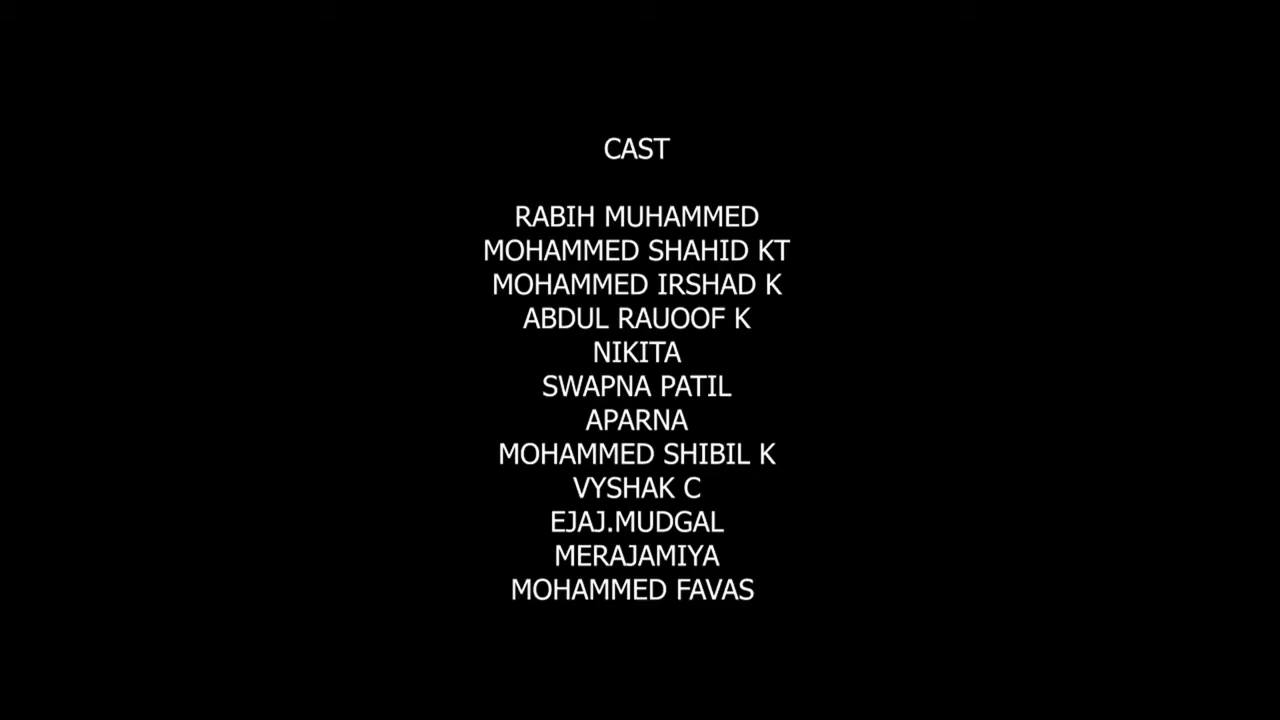 CAST
RABIH MUHAMMED
MOHAMMED SHAHID KT
MOHAMMED IRSHAD K
ABDUL RAUOOF K
NIKITA
SWAPNA PATIL
APARNA
MOHAMMED SHIBIL K
VYSHAK C
EJAJ.MUDGAL
MERAJAMIYA
MOHAMMED FAVAS